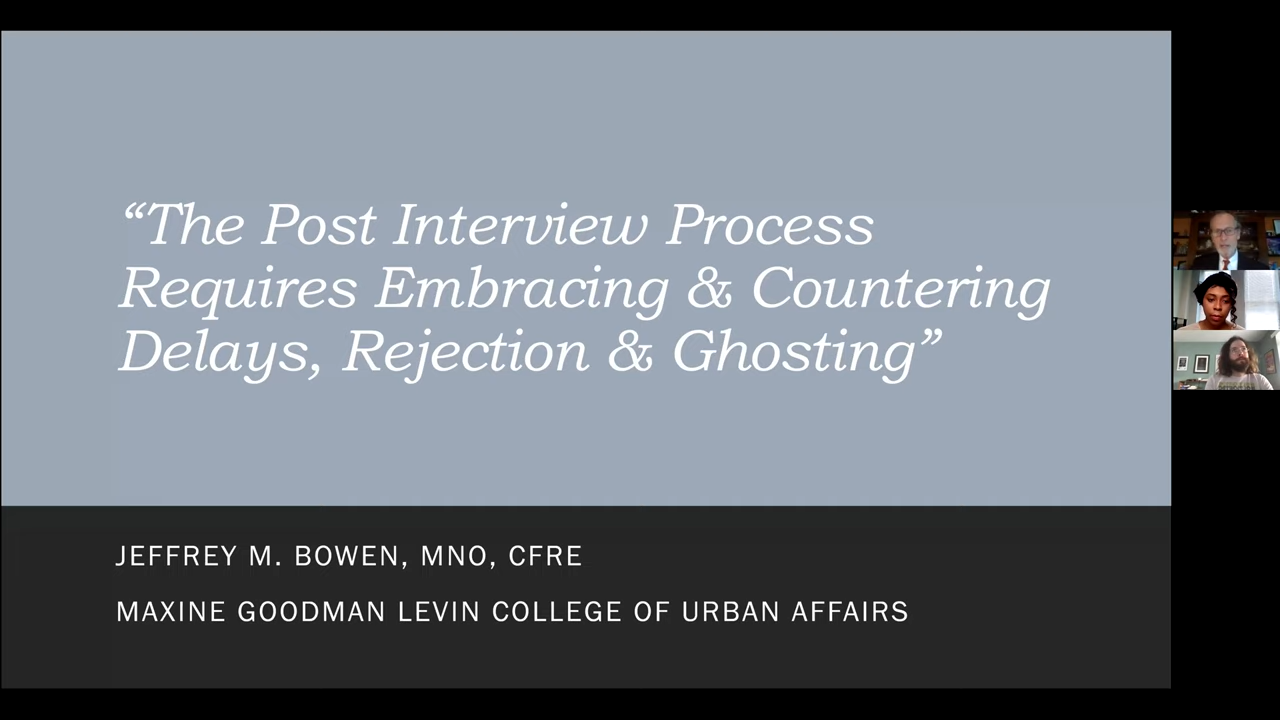 “The Post Interview Process
Requires Embracing & Countering
Delays, Rejection & Ghosting”
JEFFREY M. BOWEN, MNO, CFRE
MAXINE GOODMAN LEVIN COLLEGE OF URBAN AFFAIRS